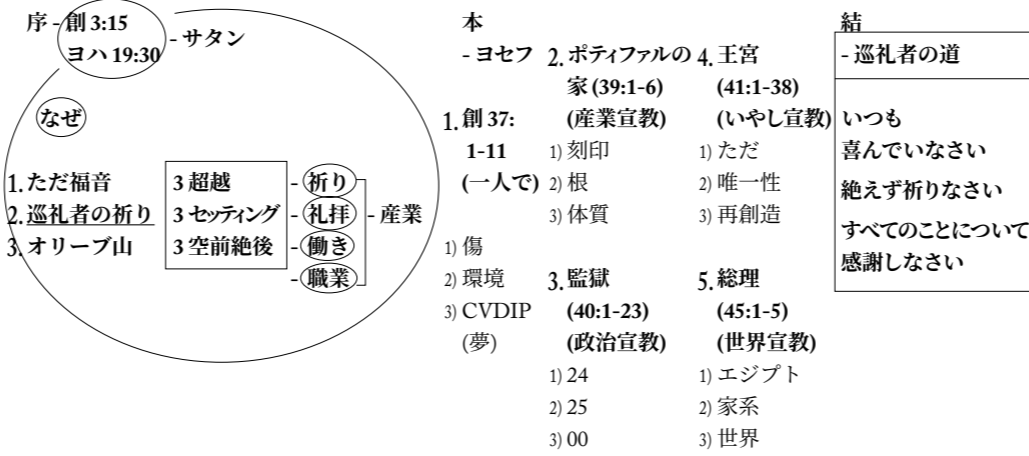 序 - 創 3:15
ヨハ 19:30
- サタン
なぜ
1. ただ福音
2. 巡礼者の祈り
3. オリーブ山
3 超越
3 セッティング
3 空前絶後
- 祈り
- 礼拝
- 働き
- 職業
- 産業
本
- ヨセフ
1. 創 37:
1-11
(一人で)
1) 傷
2) 環境
3) CVDIP
(夢)
2. ポティファルの
家 (39:1-6)
(産業宣教)
1) 刻印
2) 根
3) 体質
3. 監獄
(40:1-23)
(政治宣教)
1) 24
2) 25
3) 00
4. 王宮
(41:1-38)
(いやし宣教)
1) ただ
2) 唯一性
3) 再創造
5. 総理
(45:1-5)
(世界宣教)
1) エジプト
2) 家系
3) 世界
結
- 巡礼者の道
いつも
喜んでいなさい
絶えず祈りなさい
すべてのことについて
感謝しなさい